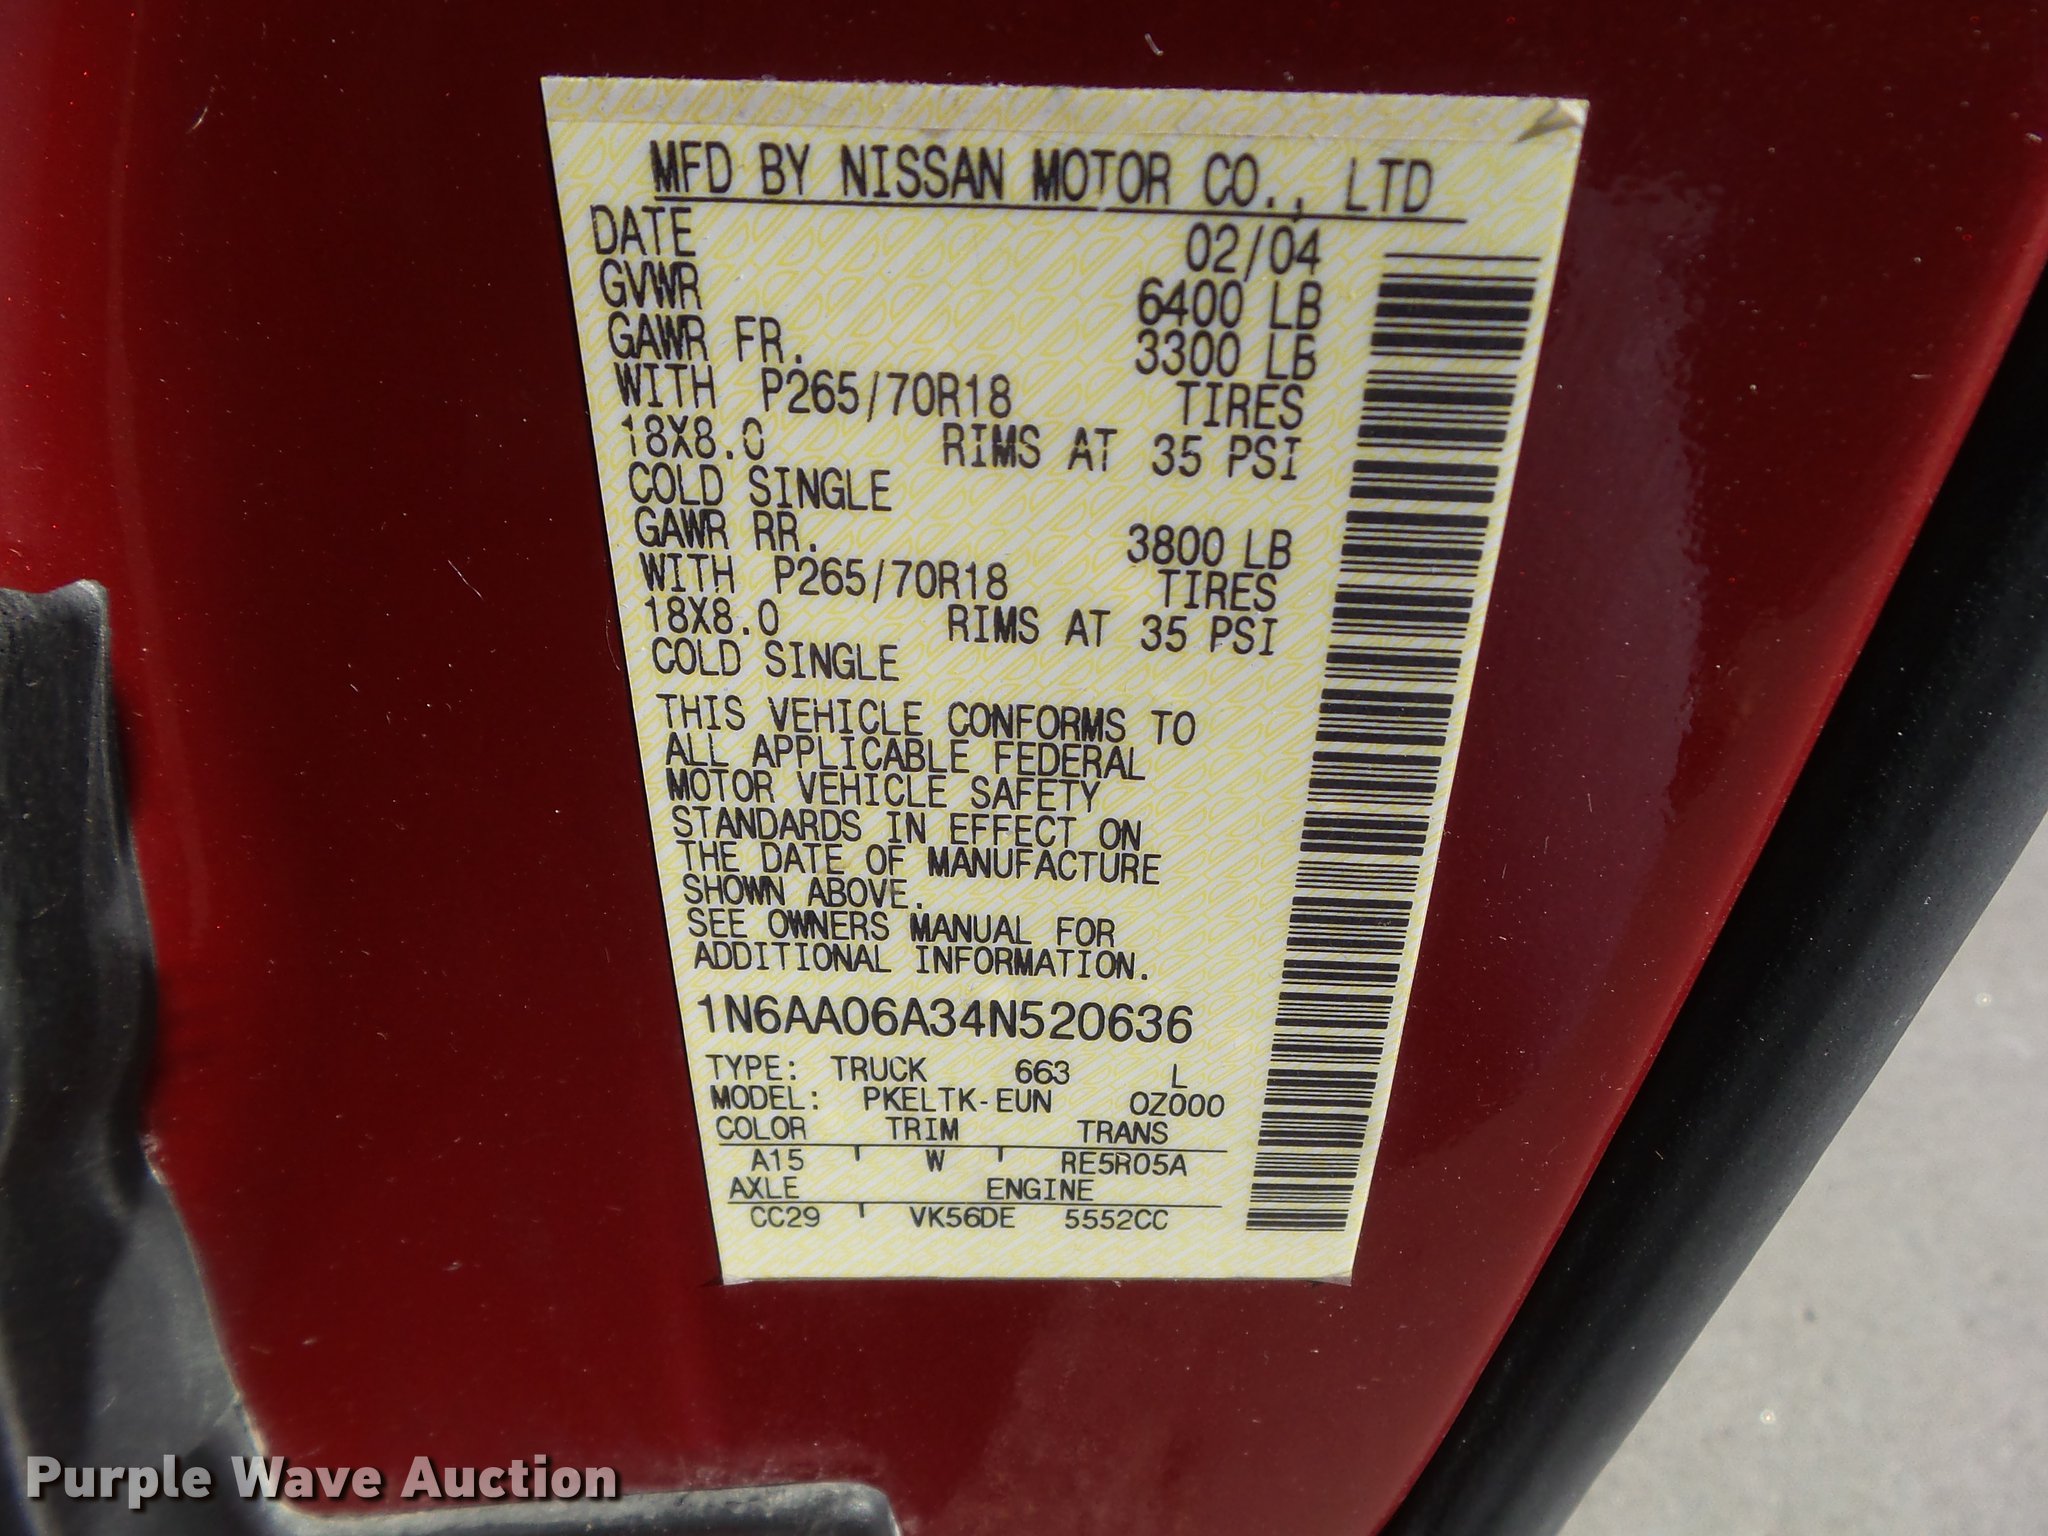 MFD BY NISSAN MOTOR CO., LTD
DATE 02/04
GVWR 6400 LB
GAWR FR. 3300 LB
WITH P265/70R18 TIRES
18X8.0 RIMS AT 35 PSI
COLD SINGLE
GAWR RR. 3800 LB
WITH P265/70R18 TIRES
18X8.0 RIMS AT 35 PSI
COLD SINGLE
THIS VEHICLE CONFORMS TO
ALL APPLICABLE FEDERAL
MOTOR VEHICLE SAFETY
STANDARDS IN EFFECT ON
THE DATE OF MANUFACTURE
SHOWN ABOVE.
SEE OWNERS MANUAL FOR
ADDITIONAL INFORMATION.
1N6AA06A34N520636
TYPE: TRUCK 663 L
MODEL: PKELTK-EUN 0Z000
COLOR TRIM TRANS
A15 W RE5R05A
AXLE ENGINE
CC29 VK56DE 5552CC
Purple Wave Auction